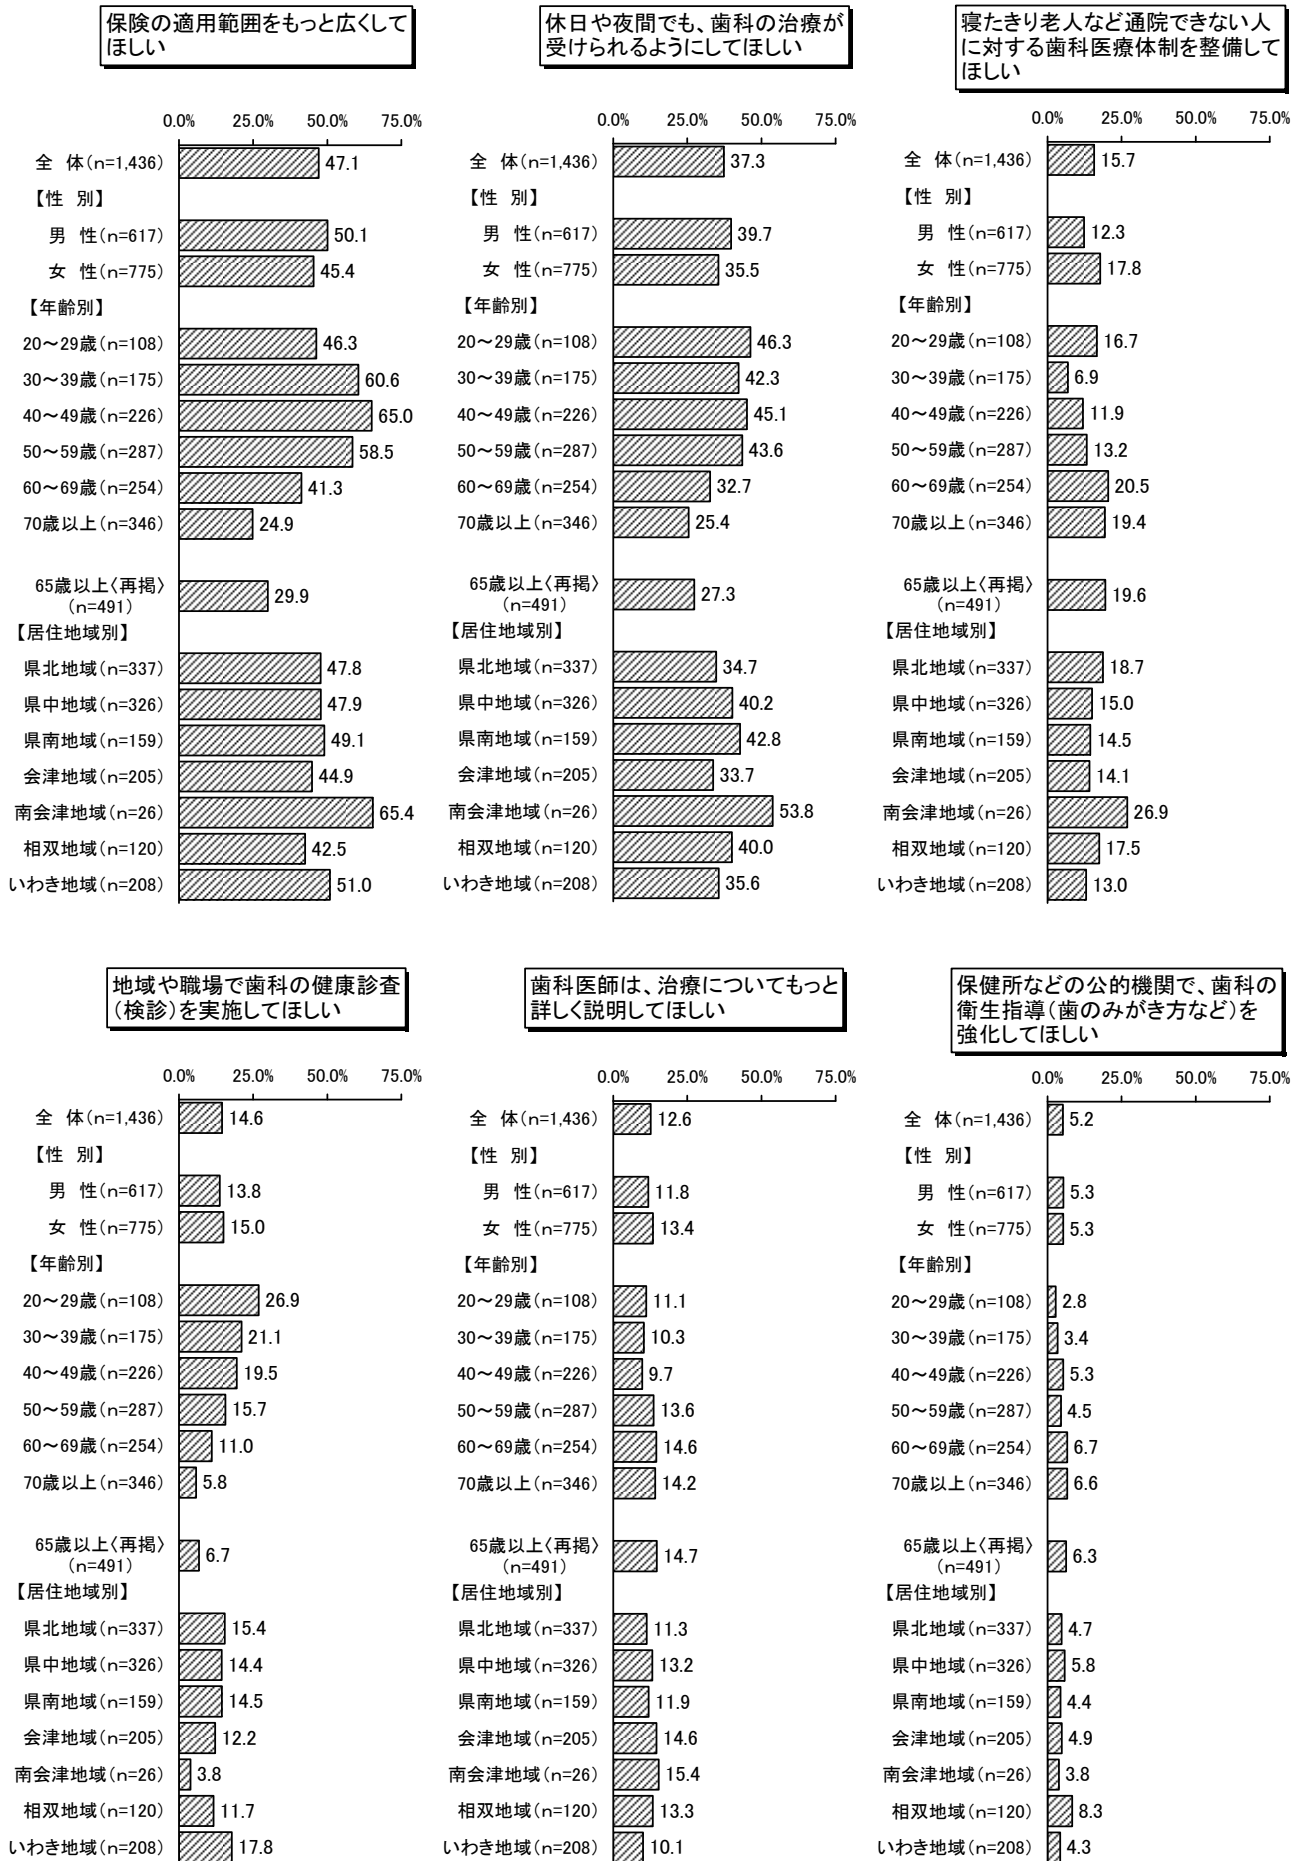 保険の適用範囲をもっと広くして
ほしい
0.0% 25.0% 50.0% 75.0%
全 体(n=1,436) 47.1
【性 別】
男 性(n=617) 50.1
女 性(n=775) 45.4
【年齢別】
20～29歳(n=108) 46.3
30～39歳(n=175) 60.6
40～49歳(n=226) 65.0
50～59歳(n=287) 58.5
60～69歳(n=254) 41.3
70歳以上(n=346) 24.9
65歳以上〈再掲〉
(n=491) 29.9
【居住地域別】
県北地域(n=337) 47.8
県中地域(n=326) 47.9
県南地域(n=159) 49.1
会津地域(n=205) 44.9
南会津地域(n=26) 65.4
相双地域(n=120) 42.5
いわき地域(n=208) 51.0
休日や夜間でも、歯科の治療が
受けられるようにしてほしい
0.0% 25.0% 50.0% 75.0%
全 体(n=1,436) 37.3
【性 別】
男 性(n=617) 39.7
女 性(n=775) 35.5
【年齢別】
20～29歳(n=108) 46.3
30～39歳(n=175) 42.3
40～49歳(n=226) 45.1
50～59歳(n=287) 43.6
60～69歳(n=254) 32.7
70歳以上(n=346) 25.4
65歳以上〈再掲〉
(n=491) 27.3
【居住地域別】
県北地域(n=337) 34.7
県中地域(n=326) 40.2
県南地域(n=159) 42.8
会津地域(n=205) 33.7
南会津地域(n=26) 53.8
相双地域(n=120) 40.0
いわき地域(n=208) 35.6
寝たきり老人など通院できない人
に対する歯科医療体制を整備して
ほしい
0.0% 25.0% 50.0% 75.0%
全 体(n=1,436) 15.7
【性 別】
男 性(n=617) 12.3
女 性(n=775) 17.8
【年齢別】
20～29歳(n=108) 16.7
30～39歳(n=175) 6.9
40～49歳(n=226) 11.9
50～59歳(n=287) 13.2
60～69歳(n=254) 20.5
70歳以上(n=346) 19.4
65歳以上〈再掲〉
(n=491) 19.6
【居住地域別】
県北地域(n=337) 18.7
県中地域(n=326) 15.0
県南地域(n=159) 14.5
会津地域(n=205) 14.1
南会津地域(n=26) 26.9
相双地域(n=120) 17.5
いわき地域(n=208) 13.0
地域や職場で歯科の健康診査
(検診)を実施してほしい
0.0% 25.0% 50.0% 75.0%
全 体(n=1,436) 14.6
【性 別】
男 性(n=617) 13.8
女 性(n=775) 15.0
【年齢別】
20～29歳(n=108) 26.9
30～39歳(n=175) 21.1
40～49歳(n=226) 19.5
50～59歳(n=287) 15.7
60～69歳(n=254) 11.0
70歳以上(n=346) 5.8
65歳以上〈再掲〉
(n=491) 6.7
【居住地域別】
県北地域(n=337) 15.4
県中地域(n=326) 14.4
県南地域(n=159) 14.5
会津地域(n=205) 12.2
南会津地域(n=26) 3.8
相双地域(n=120) 11.7
いわき地域(n=208) 17.8
歯科医師は、治療についてもっと
詳しく説明してほしい
0.0% 25.0% 50.0% 75.0%
全 体(n=1,436) 12.6
【性 別】
男 性(n=617) 11.8
女 性(n=775) 13.4
【年齢別】
20～29歳(n=108) 11.1
30～39歳(n=175) 10.3
40～49歳(n=226) 9.7
50～59歳(n=287) 13.6
60～69歳(n=254) 14.6
70歳以上(n=346) 14.2
65歳以上〈再掲〉
(n=491) 14.7
【居住地域別】
県北地域(n=337) 11.3
県中地域(n=326) 13.2
県南地域(n=159) 11.9
会津地域(n=205) 14.6
南会津地域(n=26) 15.4
相双地域(n=120) 13.3
いわき地域(n=208) 10.1
保健所などの公的機関で、歯科の
衛生指導(歯のみがき方など)を
強化してほしい
0.0% 25.0% 50.0% 75.0%
全 体(n=1,436) 5.2
【性 別】
男 性(n=617) 5.3
女 性(n=775) 5.3
【年齢別】
20～29歳(n=108) 2.8
30～39歳(n=175) 3.4
40～49歳(n=226) 5.3
50～59歳(n=287) 4.5
60～69歳(n=254) 6.7
70歳以上(n=346) 6.6
65歳以上〈再掲〉
(n=491) 6.3
【居住地域別】
県北地域(n=337) 4.7
県中地域(n=326) 5.8
県南地域(n=159) 4.4
会津地域(n=205) 4.9
南会津地域(n=26) 3.8
相双地域(n=120) 8.3
いわき地域(n=208) 4.3